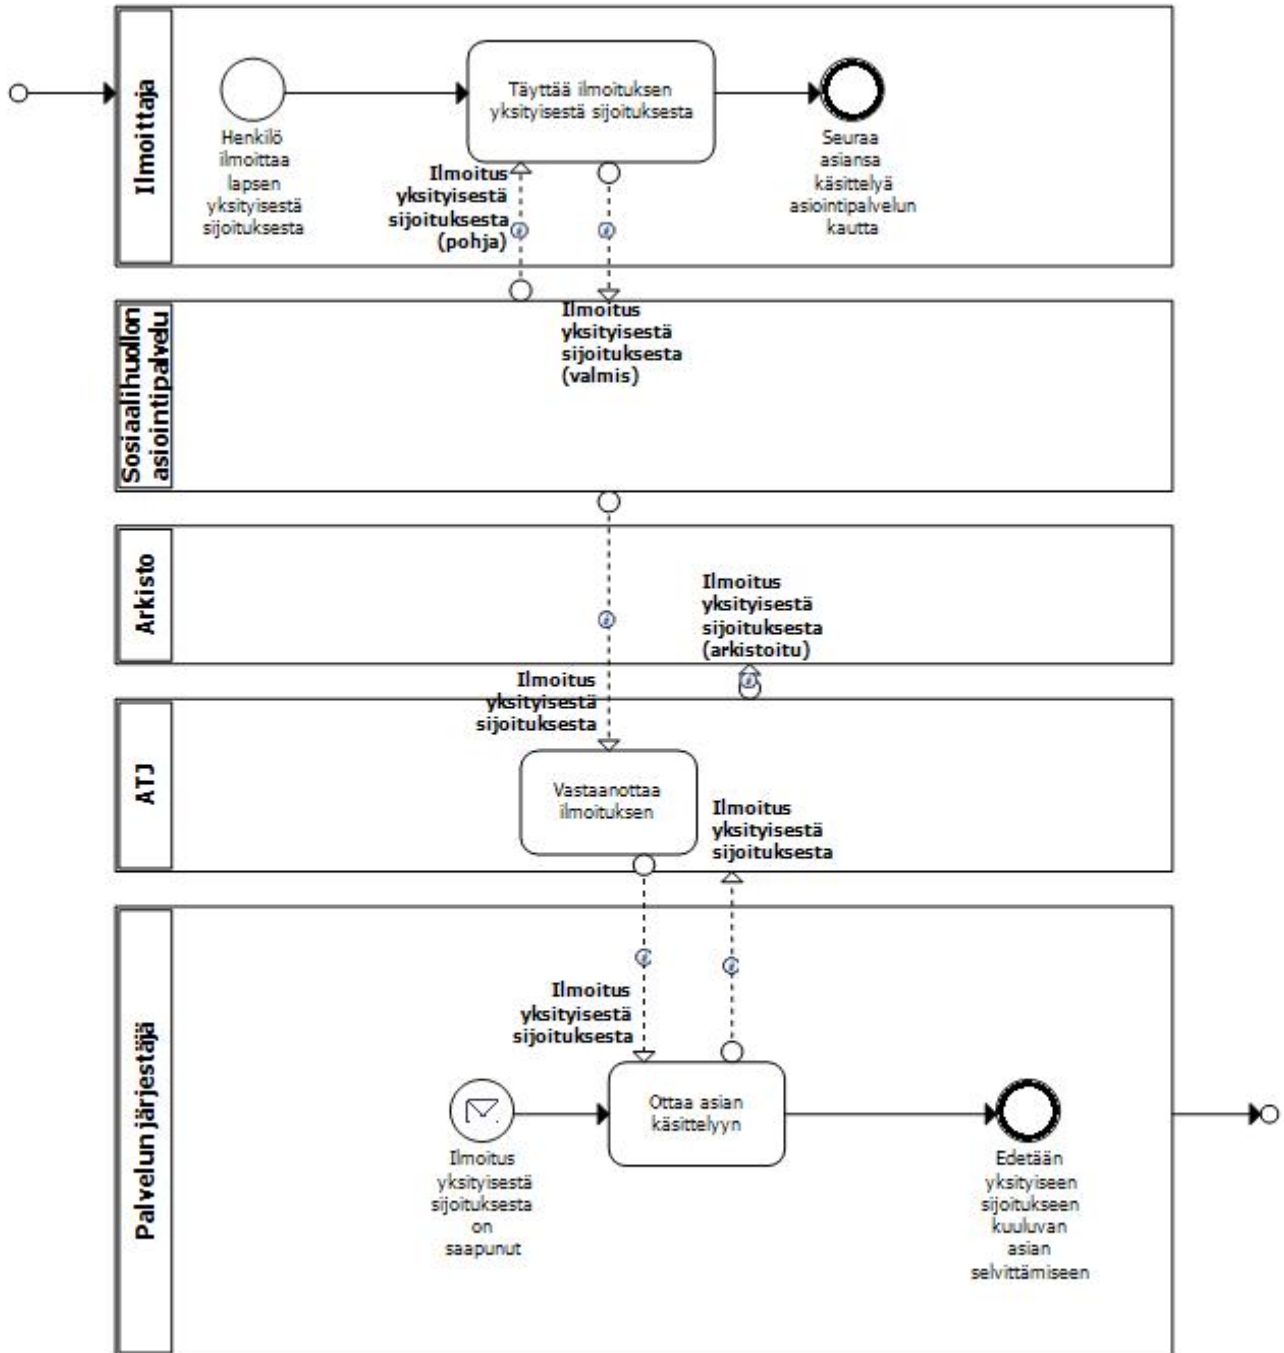 Ilmoittaja
Henkilö
ilmoittaa
lapsen
yksityisestä
sijoituksesta
Täyttää ilmoituksen
yksityisestä sijoituksesta
Seuraa
asiansa
käsittelyä
asiointipalvelun
kautta
Ilmoitus
yksityisestä
sijoituksesta
(pohja)
Sosiaalihuollon
asiointipalvelu
Ilmoitus
yksityisestä
sijoituksesta
(valmis)
Arkisto
Ilmoitus
yksityisestä
sijoituksesta
(arkistoitu)
ATJ
Ilmoitus
yksityisestä
sijoituksesta
Vastaanottaa
ilmoituksen
Ilmoitus
yksityisestä
sijoituksesta
Palvelun järjestäjä
Ilmoitus
yksityisestä
sijoituksesta
Ilmoitus
yksityisestä
sijoituksesta
on
saapunut
Ottaa asian
käsittelyyn
Edetään
yksityiseen
sijoitukseen
kuuluvan
asian
selvittämiseen